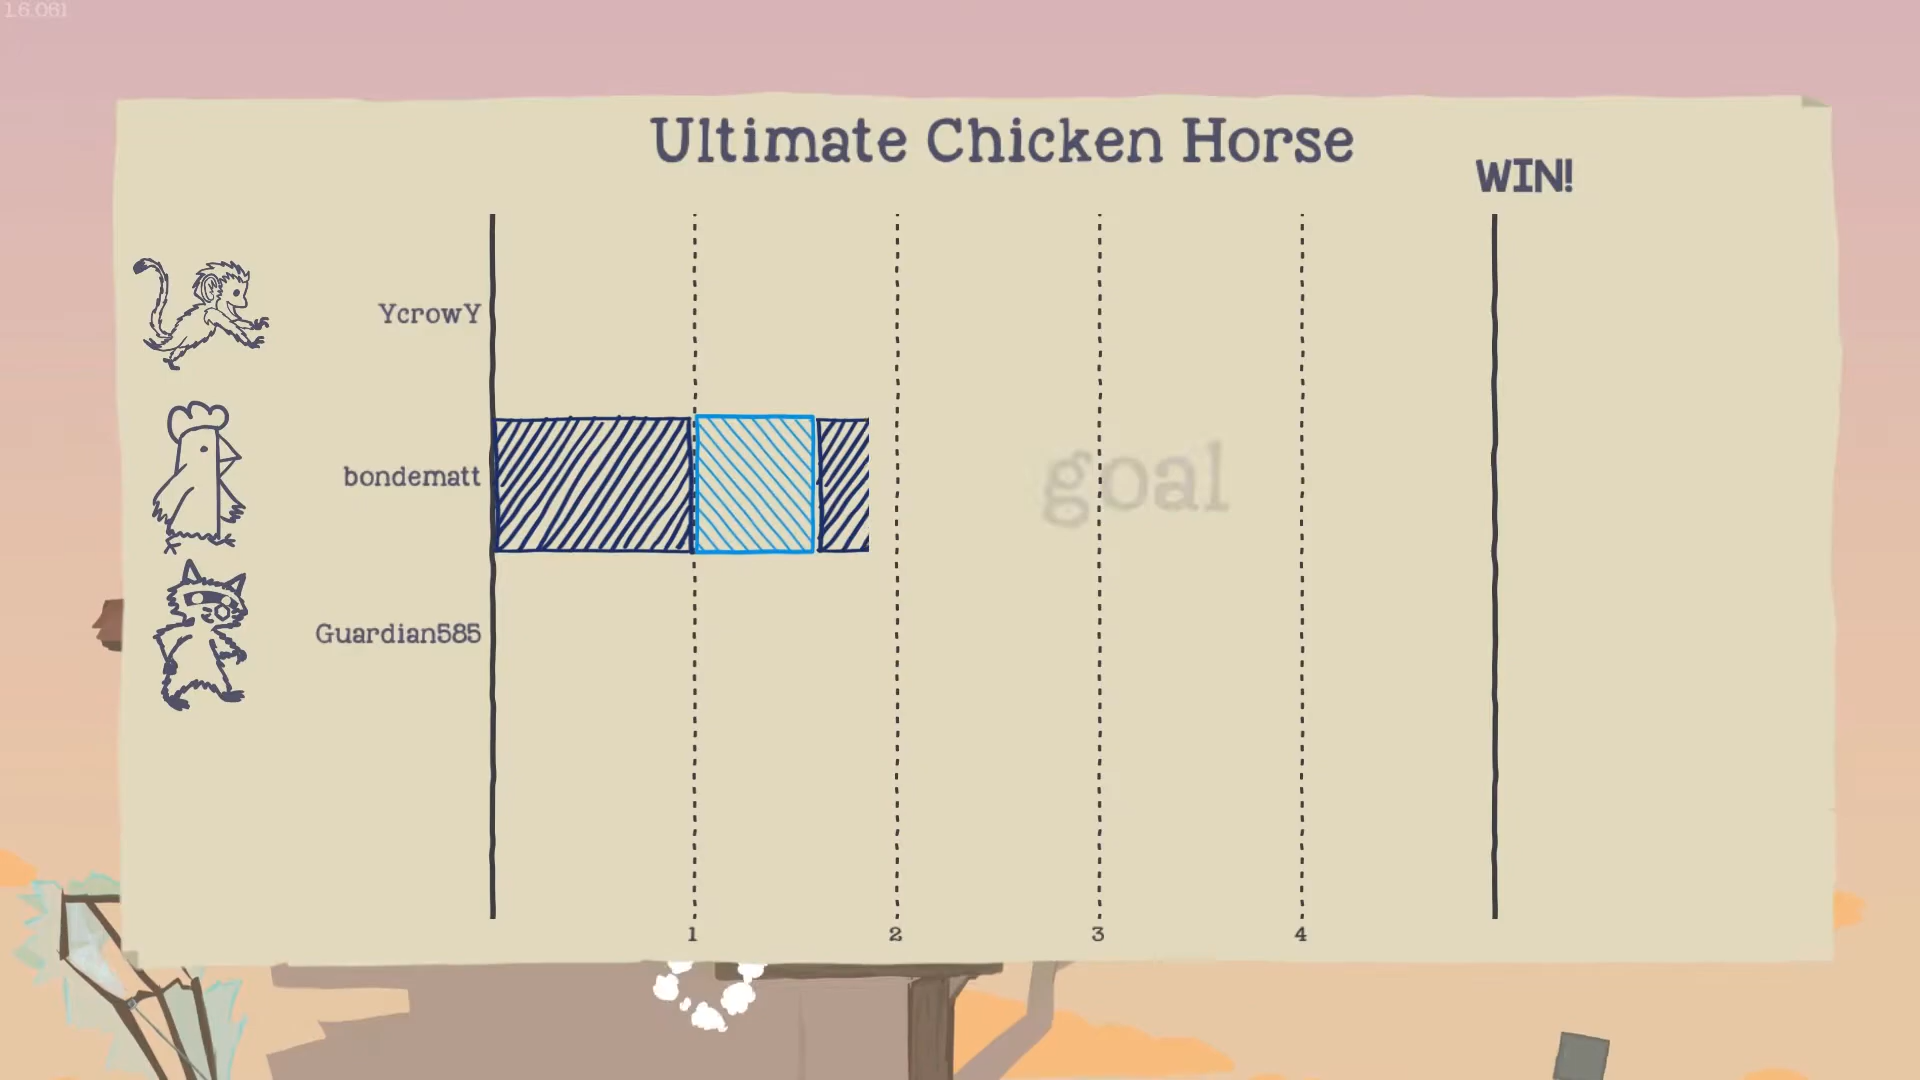 1.6.061
Ultimate Chicken Horse
WIN!
YcrowY
bondematt
goal
Guardian585
1 2 3 4